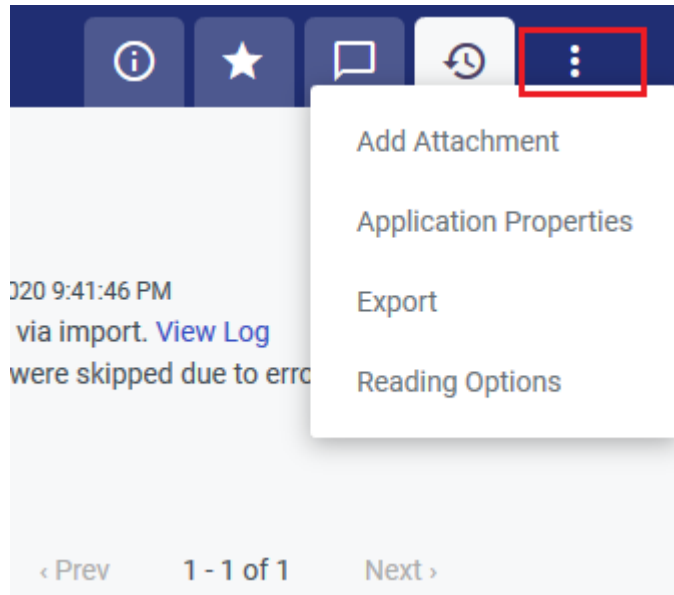 Add Attachment
Application Properties
Export
Reading Options
020 9:41:46 PM
via import. View Log
were skipped due to erro
‹ Prev 1 - 1 of 1 Next ›